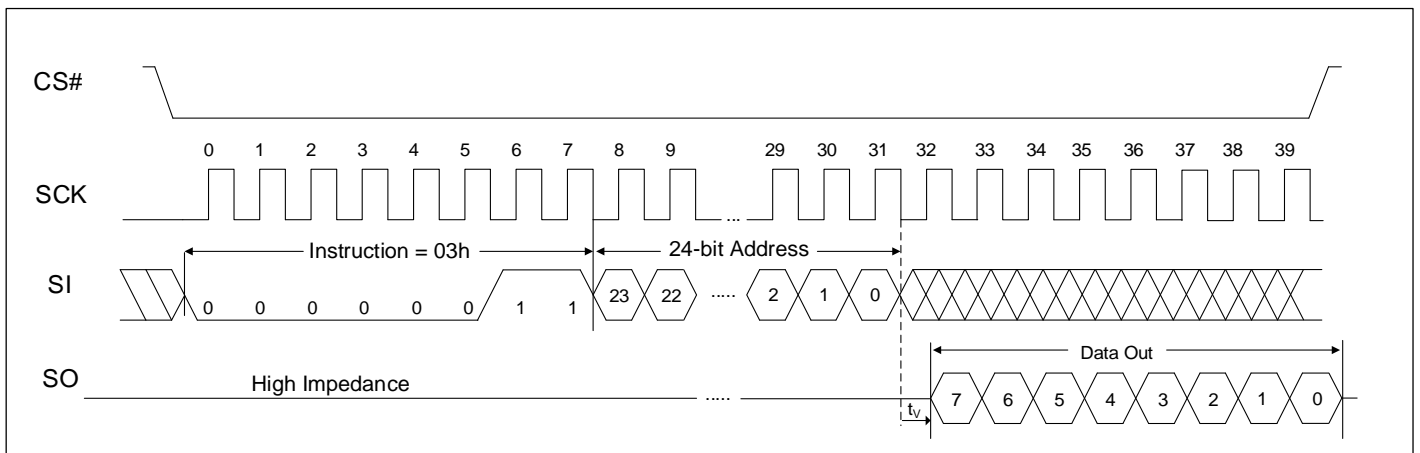 CS#
0 1 2 3 4 5 6 7 8 9 29 30 31 32 33 34 35 36 37 38 39
SCK ...
Instruction = 03h 24-bit Address
SI 0 0 0 0 0 0 1 1 23 22 ..... 2 1 0
Data Out
SO High Impedance ..... 7 6 5 4 3 2 1 0
tV